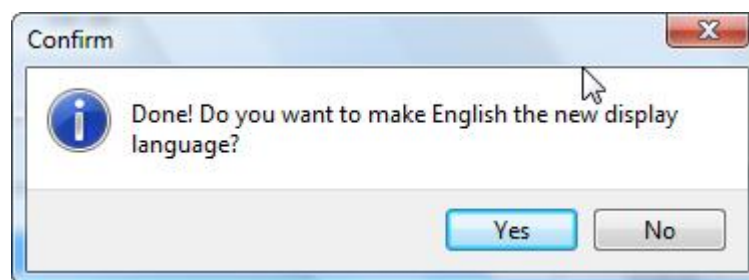 Confirm
Done! Do you want to make English the new display
language?
Yes
No